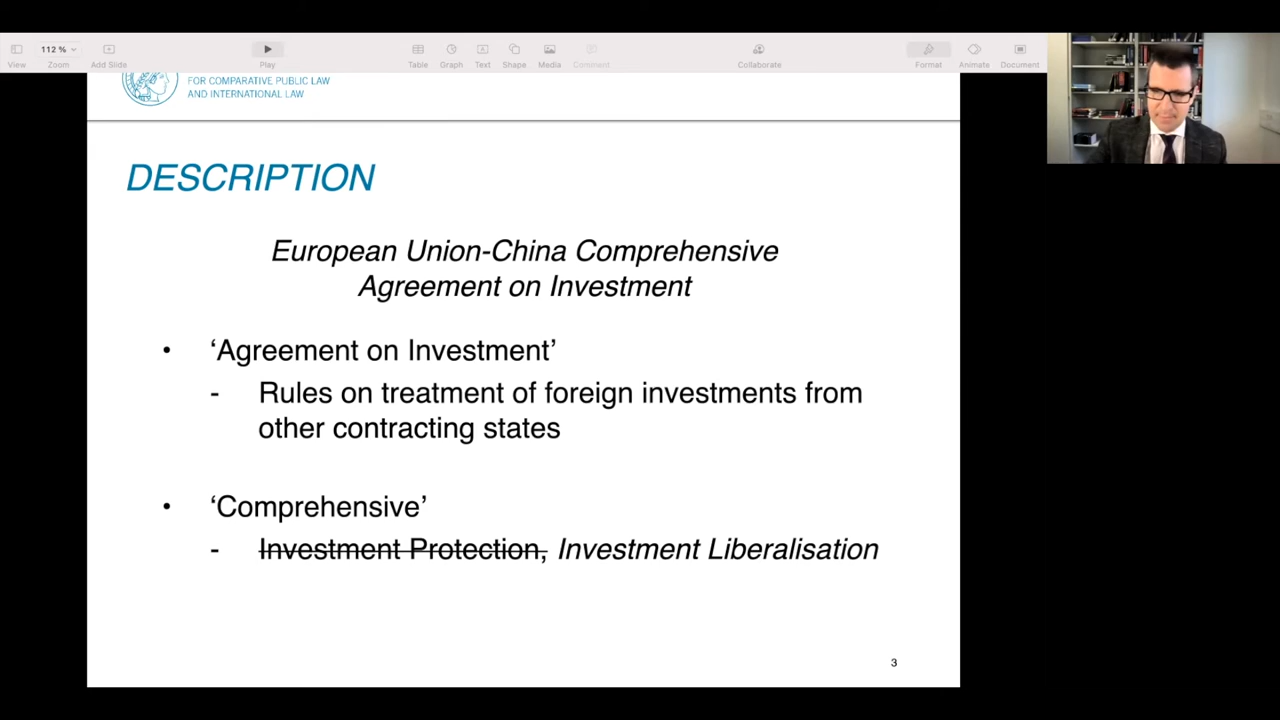 112 %
View
Zoom
Add Slide
Play
Table
Graph
Text
Shape
Media
Comment
Collaborate
Format
Animate
Document
FOR COMPARATIVE PUBLIC LAW
AND INTERNATIONAL LAW
DESCRIPTION
European Union-China Comprehensive
Agreement on Investment
• ‘Agreement on Investment’
- Rules on treatment of foreign investments from
other contracting states
• ‘Comprehensive’
- Investment Protection, Investment Liberalisation
3